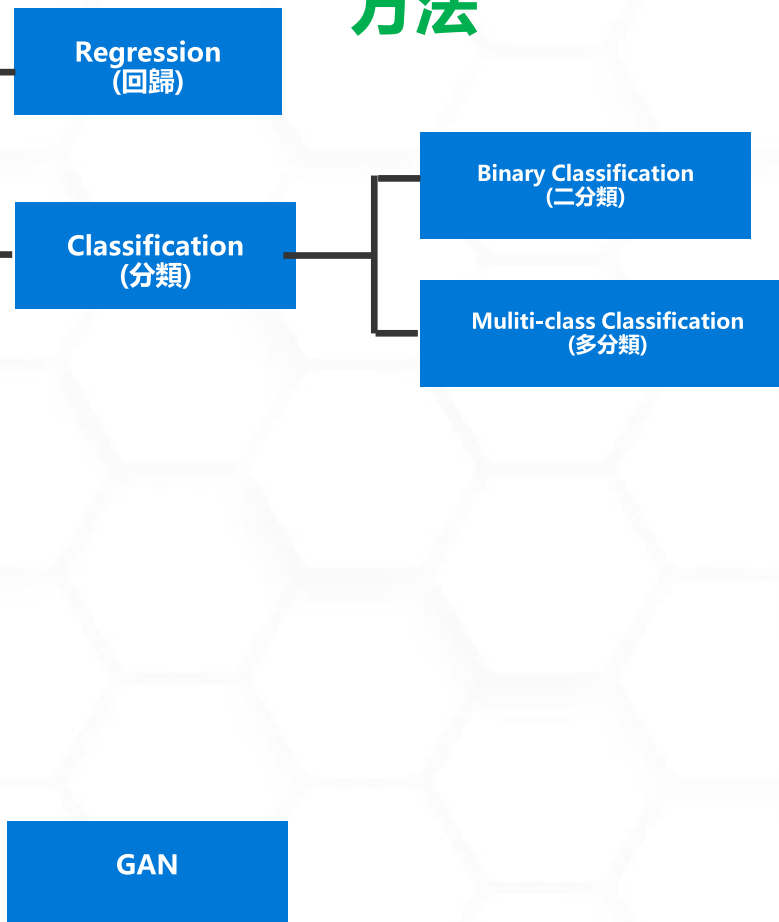 方法
Regression
(回歸)
Binary Classification
(二分類)
Classification
(分類)
Muliti-class Classification
(多分類)
GAN